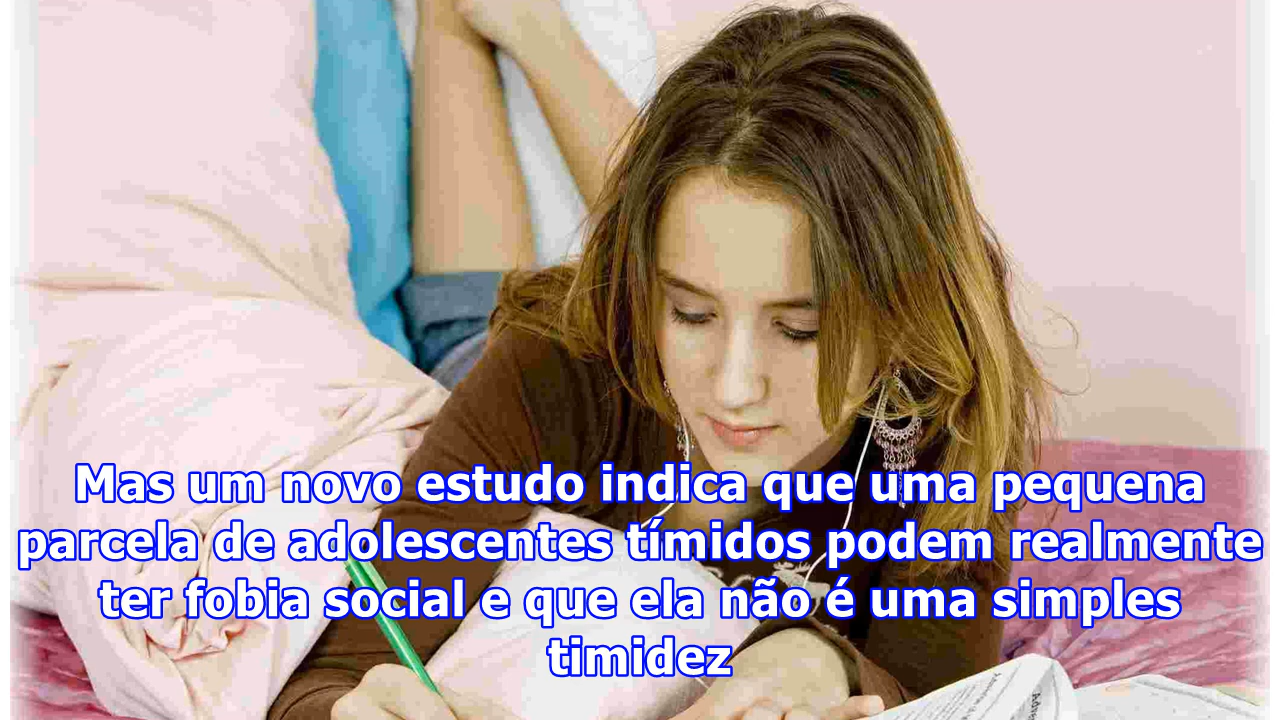 Mas um novo estudo indica que uma pequena
parcela de adolescentes tímidos podem realmente
ter fobia social e que ela não é uma simples
timidez